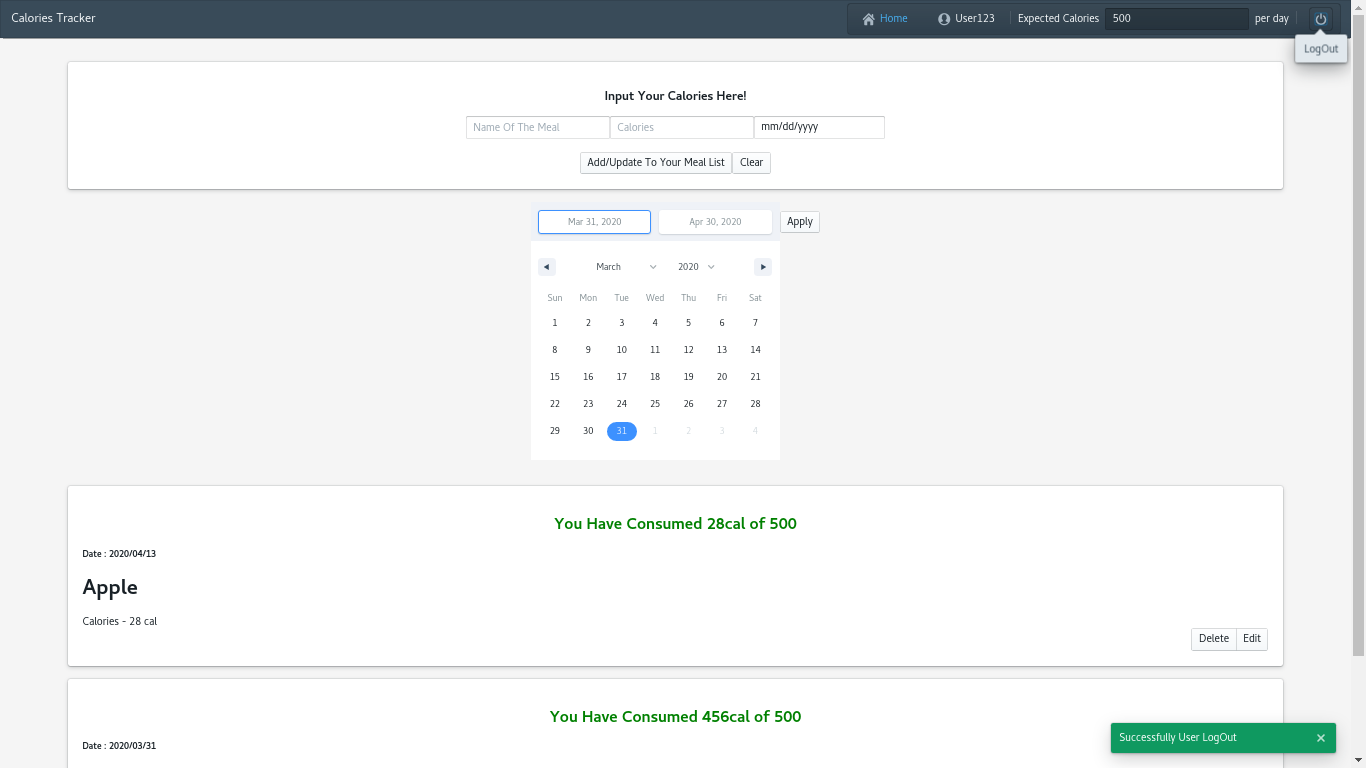 Calories Tracker
Home
User123
Expected Calories 500 per day
LogOut
Input Your Calories Here!
Name Of The Meal Calories mm/dd/yyyy
Add/Update To Your Meal List Clear
Mar 31, 2020 Apr 30, 2020 Apply
March 2020
Sun Mon Tue Wed Thu Fri Sat
1 2 3 4 5 6 7
8 9 10 11 12 13 14
15 16 17 18 19 20 21
22 23 24 25 26 27 28
29 30 31 1 2 3 4
You Have Consumed 28cal of 500
Date : 2020/04/13
Apple
Calories - 28 cal
Delete Edit
You Have Consumed 456cal of 500
Date : 2020/03/31
Successfully User LogOut